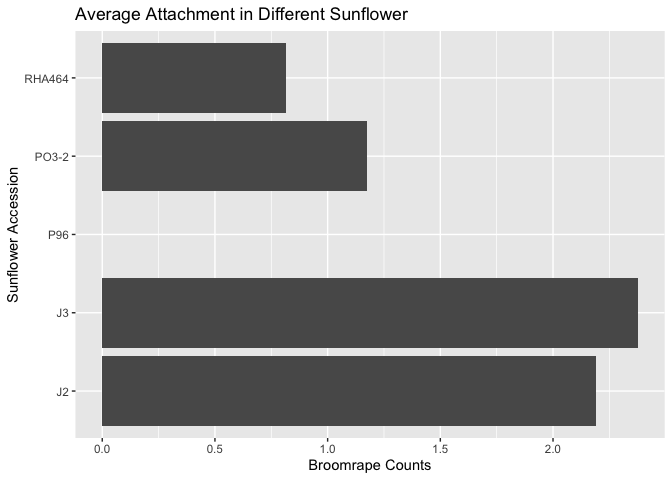 Average Attachment in Different Sunflower
Sunflower Accession
RHA464
PO3-2
P96
J3
J2
0.0 0.5 1.0 1.5 2.0
Broomrape Counts